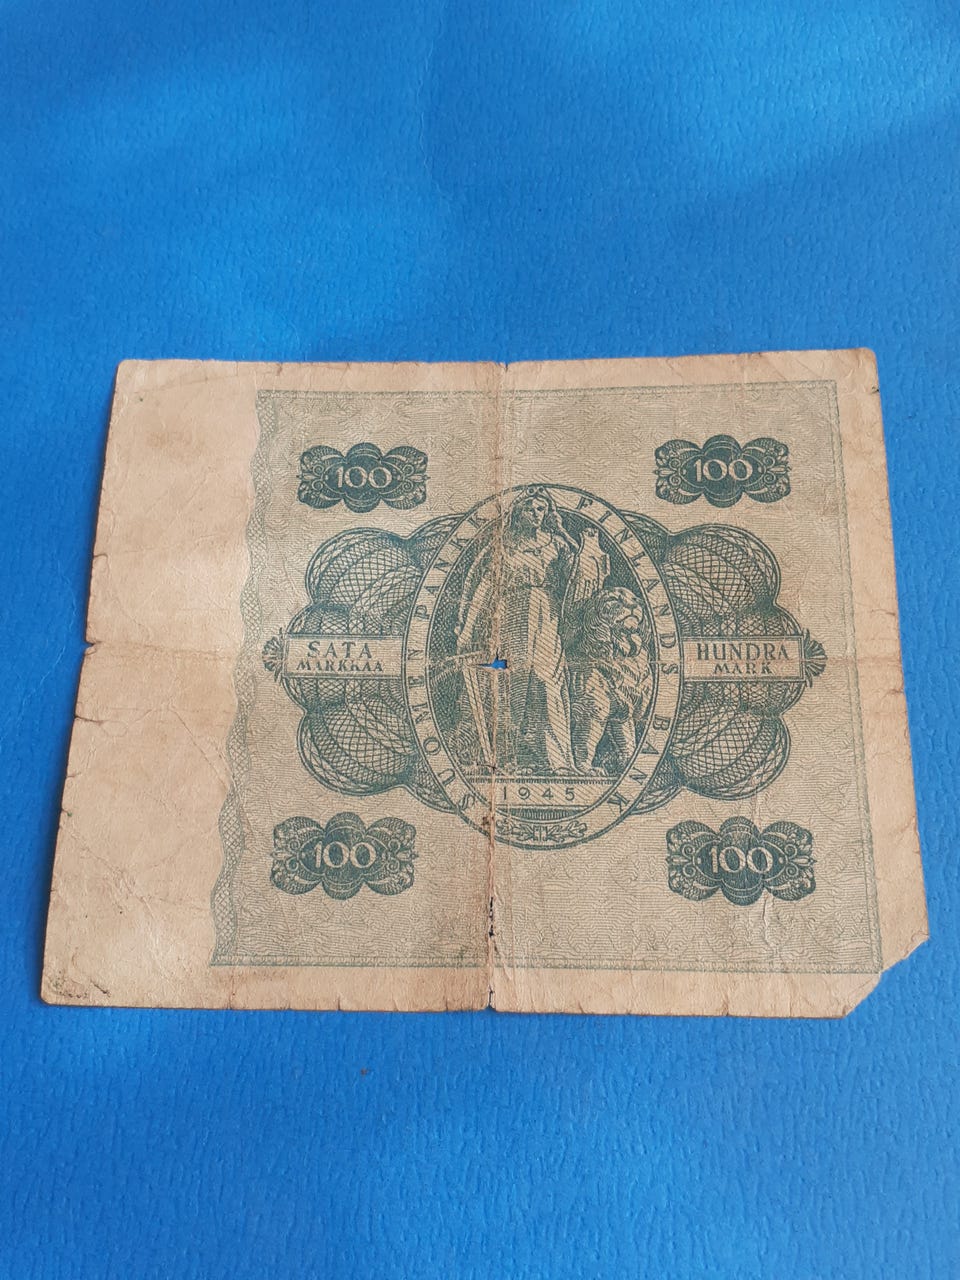 100
100
SUOMEN PANKKI
FINLANDS BANK
SATA
MARKKAA
HUNDRA
MARK
1945
100
100